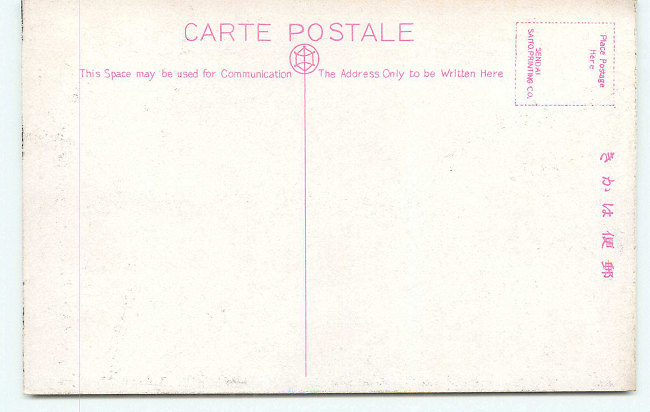 CARTE POSTALE
This Space may be used for Communication
The Address Only to be Written Here
Place Postage
Here
SENDAI
SAITO PRINTING CO.
郵便はかき